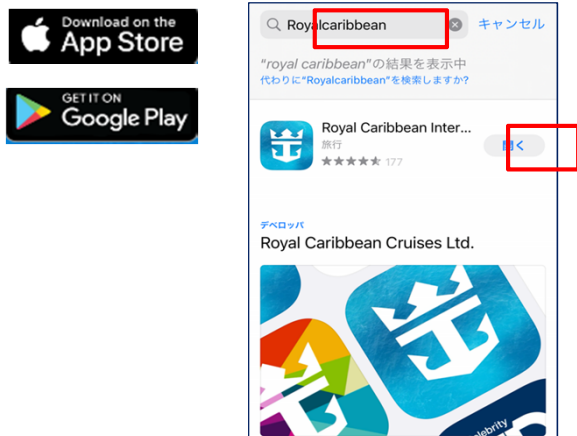 Download on the
App Store
GET IT ON
Google Play
Royalcaribbean
キャンセル
“royal caribbean”の結果を表示中
代わりに“Royalcaribbean”を検索しますか?
Royal Caribbean Inter...
旅行
177
開く
デベロッパ
Royal Caribbean Cruises Ltd.
elebrity